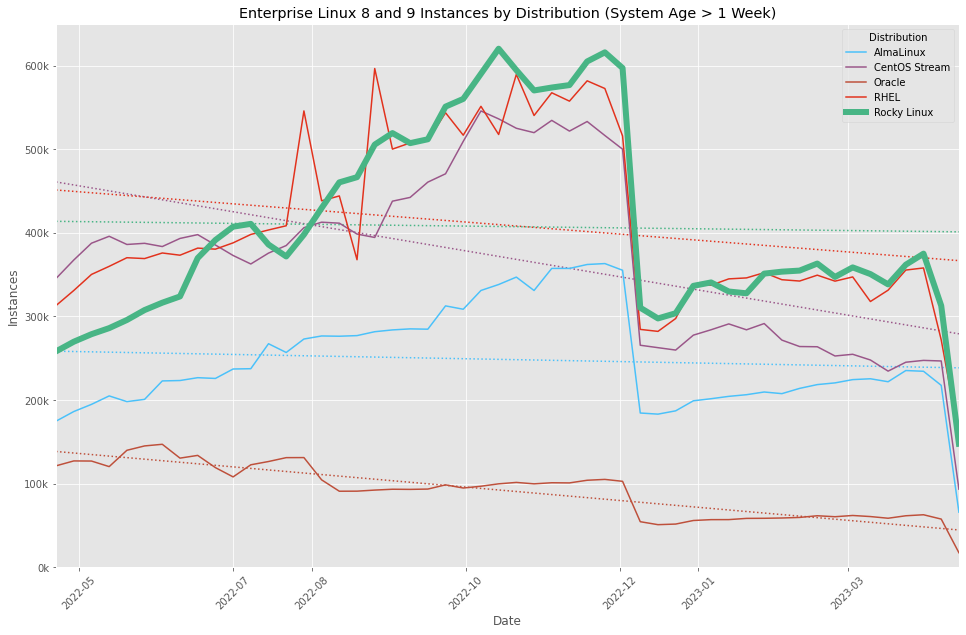 Enterprise Linux 8 and 9 Instances by Distribution (System Age > 1 Week)
Distribution
AlmaLinux
CentOS Stream
Oracle
RHEL
Rocky Linux
600k
500k
400k
300k
200k
100k
0k
Instances
2022-05
2022-07
2022-08
2022-10
2022-12
2023-01
2023-03
Date